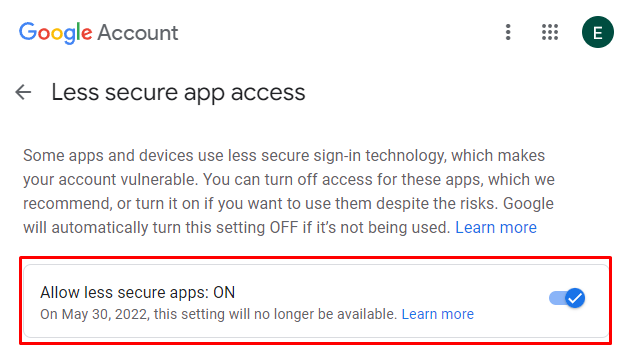 Google Account
E
Less secure app access
Some apps and devices use less secure sign-in technology, which makes
your account vulnerable. You can turn off access for these apps, which we
recommend, or turn it on if you want to use them despite the risks. Google
will automatically turn this setting OFF if it's not being used. Learn more
Allow less secure apps: ON
On May 30, 2022, this setting will no longer be available. Learn more